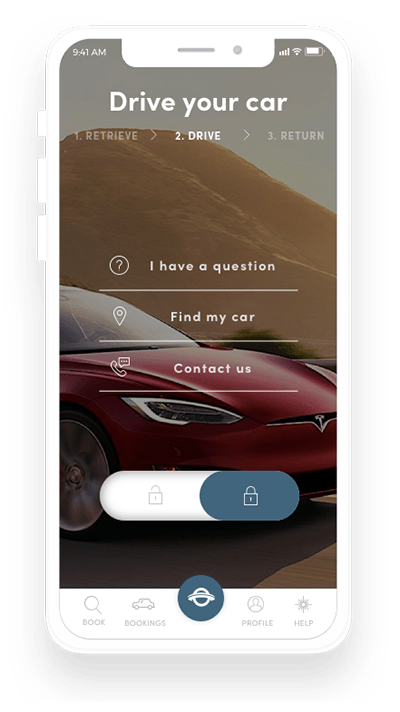 9:41 AM
Drive your car
1. RETRIEVE > 2. DRIVE > 3. RETURN
I have a question
Find my car
Contact us
BOOK
BOOKINGS
PROFILE
HELP